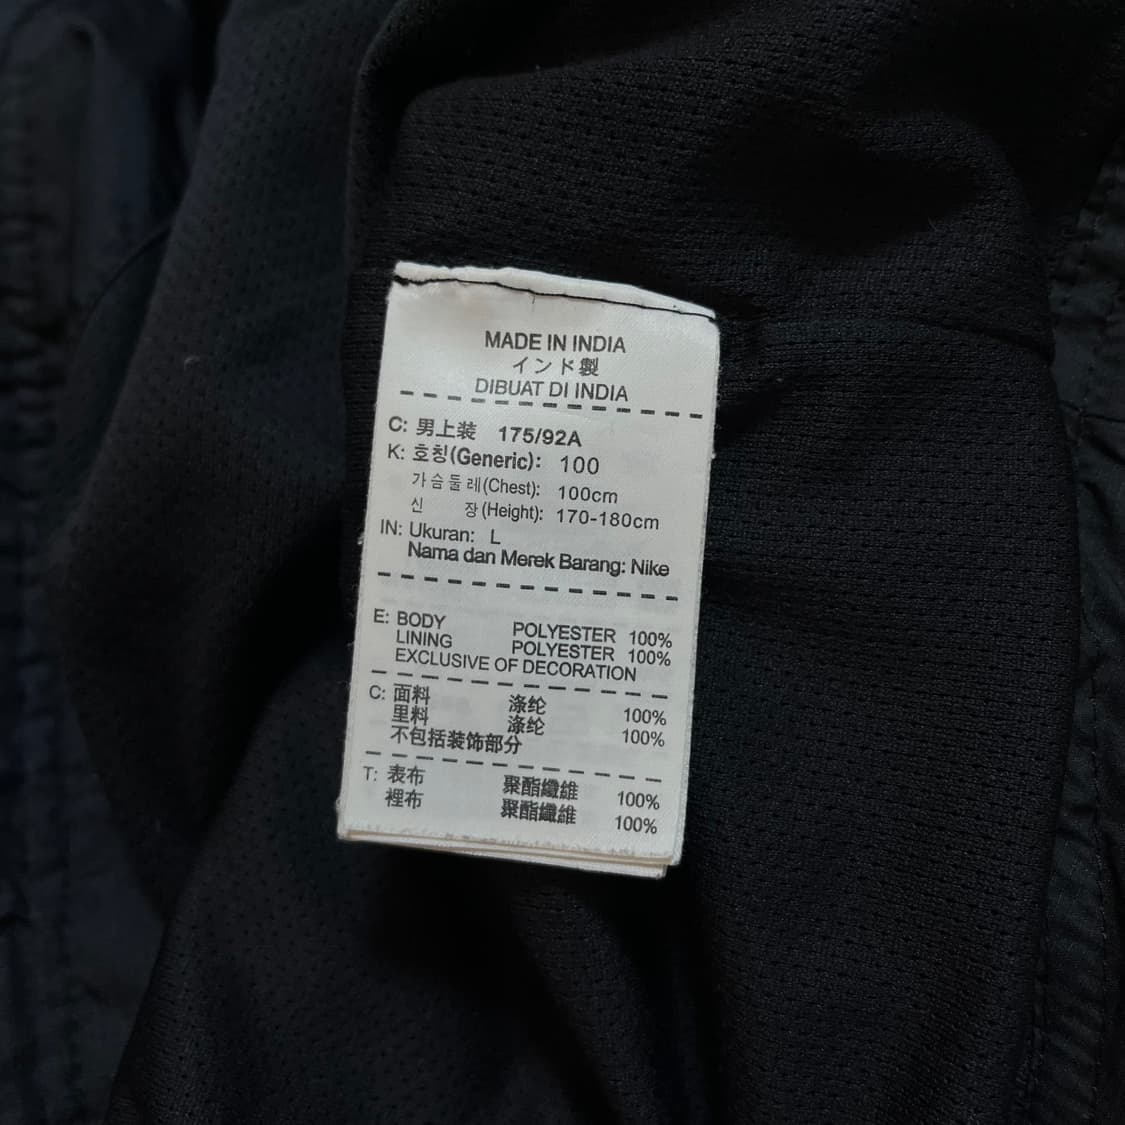 MADE IN INDIA
インド製
DIBUAT DI INDIA
C: 男上装 175/92A
K: 호칭(Generic): 100
가슴둘레(Chest): 100cm
신 장(Height): 170-180cm
IN: Ukuran: L
Nama dan Merek Barang: Nike
E: BODY POLYESTER 100%
LINING POLYESTER 100%
EXCLUSIVE OF DECORATION
C: 面料 涤纶 100%
里料 涤纶 100%
不包括装饰部分
T: 表布 聚酯纖維 100%
裡布 聚酯纖維 100%